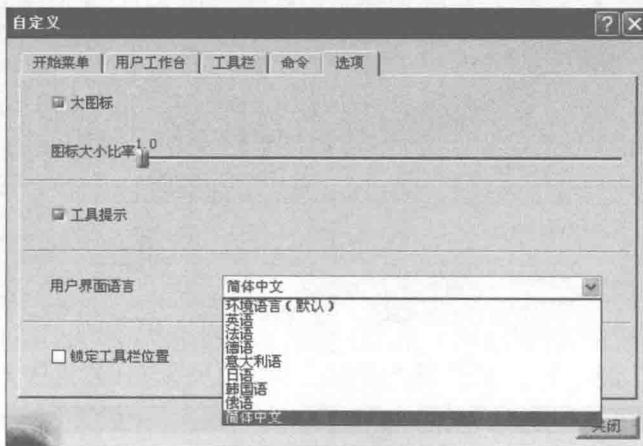 自定义
开始菜单 用户工作台 工具栏 命令 选项
大图标
图标大小比率 1.0
工具提示
用户界面语言 简体中文
环境语言(默认)
英语
法语
德语
意大利语
锁定工具栏位置
日语
韩国语
俄语
简体中文
关闭